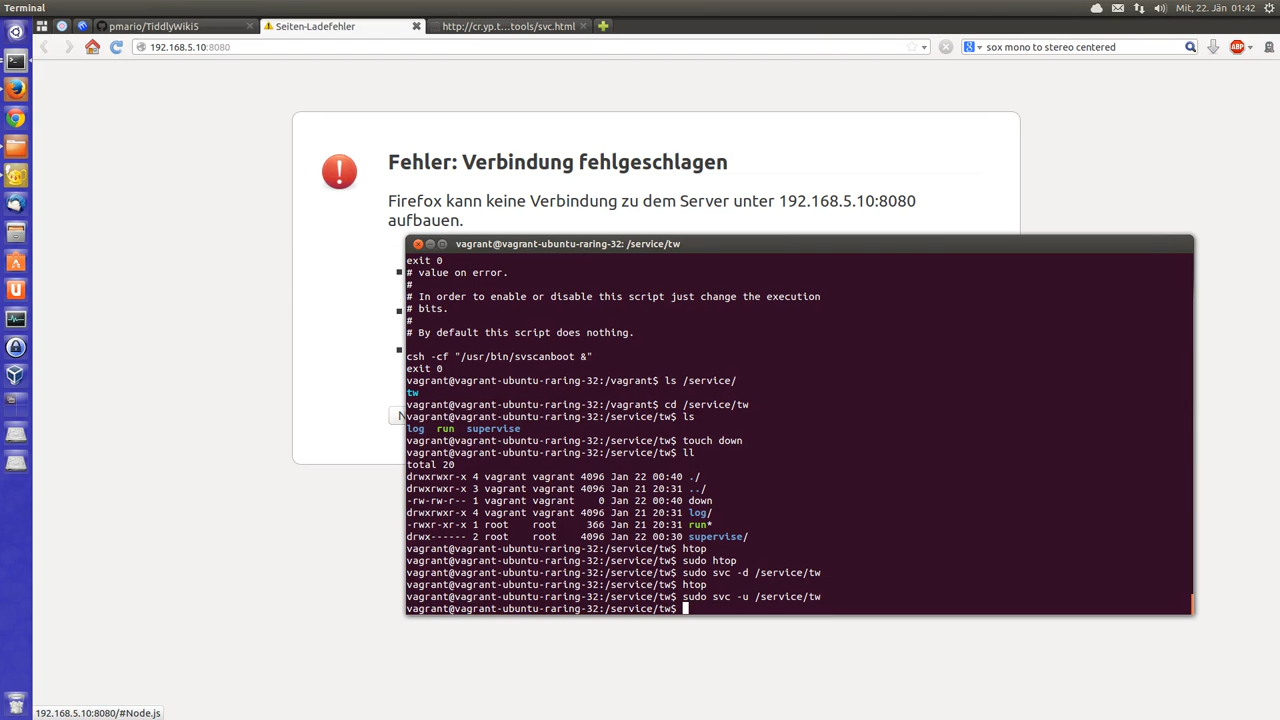 Terminal
Mit, 22. Jän 01:42
pmario/TiddlyWiki5
Seiten-Ladefehler
http://cr.yp.t...tools/svc.html
192.168.5.10:8080
sox mono to stereo centered
ABP
Fehler: Verbindung fehlgeschlagen
Firefox kann keine Verbindung zu dem Server unter 192.168.5.10:8080
aufbauen.
N
vagrant@vagrant-ubuntu-raring-32: /service/tw
exit 0
# value on error.
#
# In order to enable or disable this script just change the execution
# bits.
#
# By default this script does nothing.
csh -cf "/usr/bin/svscanboot &"
exit 0
vagrant@vagrant-ubuntu-raring-32:/vagrant$ ls /service/
tw
vagrant@vagrant-ubuntu-raring-32:/vagrant$ cd /service/tw
vagrant@vagrant-ubuntu-raring-32:/service/tw$ ls
log  run  supervise
vagrant@vagrant-ubuntu-raring-32:/service/tw$ touch down
vagrant@vagrant-ubuntu-raring-32:/service/tw$ ll
total 20
drwxrwxr-x 4 vagrant vagrant 4096 Jan 22 00:40 ./
drwxrwxr-x 3 vagrant vagrant 4096 Jan 21 20:31 ../
-rw-rw-r-- 1 vagrant vagrant    0 Jan 22 00:40 down
drwxrwxr-x 4 vagrant vagrant 4096 Jan 21 20:31 log/
-rwxr-xr-x 1 root    root     366 Jan 21 20:31 run*
drwx------ 2 root    root    4096 Jan 22 00:30 supervise/
vagrant@vagrant-ubuntu-raring-32:/service/tw$ htop
vagrant@vagrant-ubuntu-raring-32:/service/tw$ sudo htop
vagrant@vagrant-ubuntu-raring-32:/service/tw$ sudo svc -d /service/tw
vagrant@vagrant-ubuntu-raring-32:/service/tw$ htop
vagrant@vagrant-ubuntu-raring-32:/service/tw$ sudo svc -u /service/tw
vagrant@vagrant-ubuntu-raring-32:/service/tw$
192.168.5.10:8080/#Node.js